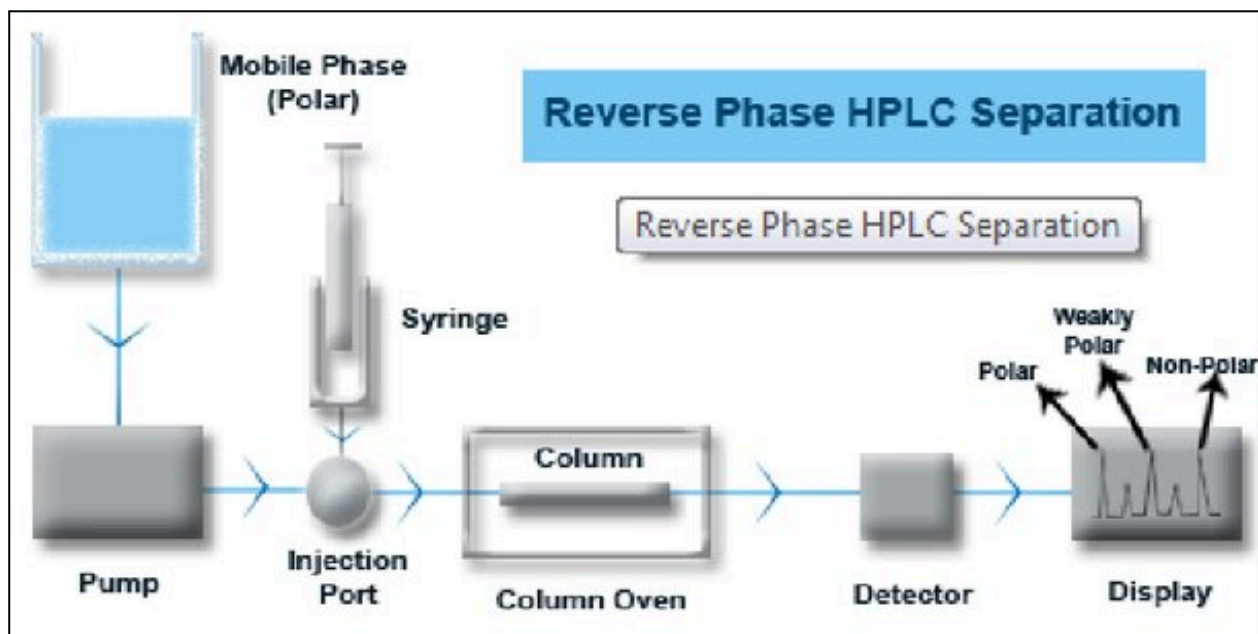 Mobile Phase
(Polar)
Reverse Phase HPLC Separation
Reverse Phase HPLC Separation
Syringe
Weakly
Polar
Polar
Non-Polar
Column
Pump
Injection
Port
Column Oven
Detector
Display